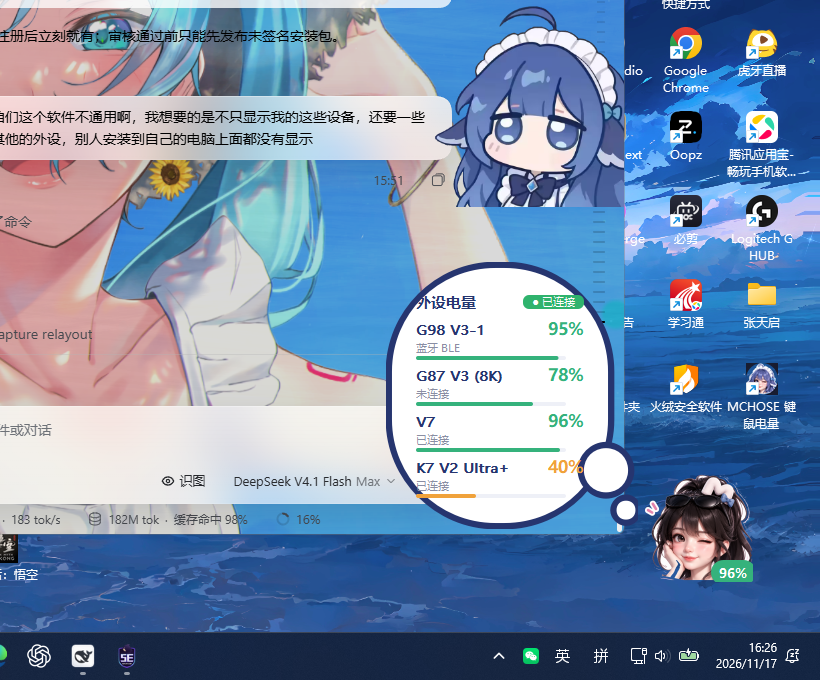 快捷方式
注册后立刻就有；审核通过前只能先发布未签名安装包。
们这个软件不通用啊，我想要的是不只显示我的这些设备，还要一些
其他的外设，别人安装到自己的电脑上面都没有显示
15:51
命令
apture relayout
件或对话
识图
DeepSeek V4.1 Flash Max
· 183 tok/s
182M tok · 缓存命中 98%
16%
外设电量
已连接
G98 V3-1
95%
蓝牙 BLE
G87 V3 (8K)
78%
未连接
V7
96%
已连接
K7 V2 Ultra+
40%
已连接
dio
Google
Chrome
虎牙直播
ext
Oopz
腾讯应用宝-
畅玩手机软...
rge
必剪
Logitech G
HUB
告
学习通
张天启
件夹
火绒安全软件
MCHOSE 键
鼠电量
96%
：悟空
英
拼
16:26
2026/11/17